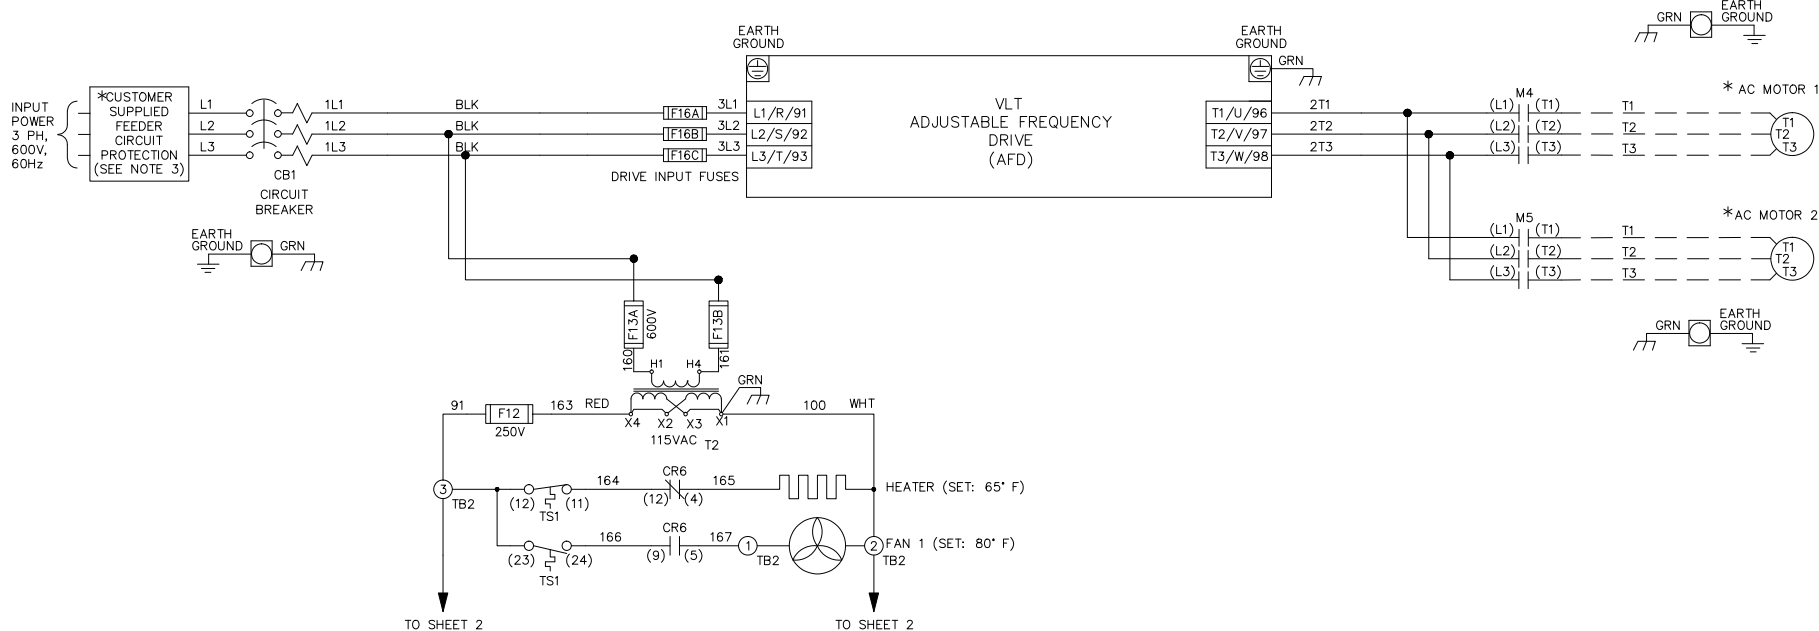 INPUT
POWER
3 PH,
600V,
60Hz
*CUSTOMER
SUPPLIED
FEEDER
CIRCUIT
PROTECTION
(SEE NOTE 3)
L1
L2
L3
CB1
CIRCUIT
BREAKER
1L1
1L2
1L3
BLK
BLK
BLK
F16A
F16B
F16C
3L1
3L2
3L3
DRIVE INPUT FUSES
EARTH
GROUND
L1/R/91
L2/S/92
L3/T/93
VLT
ADJUSTABLE FREQUENCY
DRIVE
(AFD)
EARTH
GROUND
GRN
T1/U/96
T2/V/97
T3/W/98
2T1
2T2
2T3
GRN
EARTH
GROUND
M4
(L1) (T1) T1
(L2) (T2) T2
(L3) (T3) T3
* AC MOTOR 1
T1
T2
T3
M5
(L1) (T1) T1
(L2) (T2) T2
(L3) (T3) T3
*AC MOTOR 2
T1
T2
T3
GRN
EARTH
GROUND
EARTH
GROUND
GRN
F13A
600V
F13B
160
161
H1
H4
GRN
91
F12
250V
163
RED
X4
X2
X3
X1
115VAC
T2
100
WHT
3
TB2
(12)
(11)
TS1
164
CR6
(12)
(4)
165
HEATER (SET: 65° F)
(23)
(24)
TS1
166
CR6
(9)
(5)
167
1
TB2
2
TB2
FAN 1 (SET: 80° F)
TO SHEET 2
TO SHEET 2